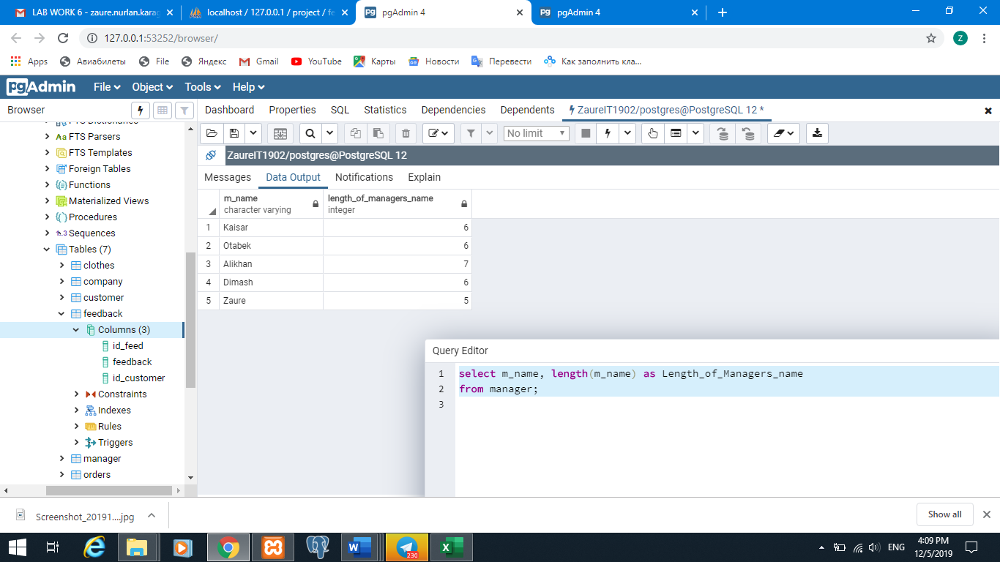 LAB WORK 6 - zaure.nurlan.karag
localhost / 127.0.0.1 / project / fe
pgAdmin 4
pgAdmin 4
127.0.0.1:53252/browser/
Z
Apps
Авиабилеты
File
Яндекс
Gmail
YouTube
Карты
Новости
Перевести
Как заполнить кла...
pgAdmin
File
Object
Tools
Help
Browser
Dashboard
Properties
SQL
Statistics
Dependencies
Dependents
ZaureIT1902/postgres@PostgreSQL 12 *
FTS Dictionaries
FTS Parsers
FTS Templates
Foreign Tables
Functions
Materialized Views
Procedures
1..3 Sequences
Tables (7)
clothes
company
customer
feedback
Columns (3)
id_feed
feedback
id_customer
Constraints
Indexes
Rules
Triggers
manager
orders
No limit
ZaureIT1902/postgres@PostgreSQL 12
Messages
Data Output
Notifications
Explain
m_name
character varying
length_of_managers_name
integer
1 Kaisar 6
2 Otabek 6
3 Alikhan 7
4 Dimash 6
5 Zaure 5
Query Editor
1 select m_name, length(m_name) as Length_of_Managers_name
2 from manager;
3
Screenshot_20191....jpg
Show all
230
ENG
4:09 PM
12/5/2019